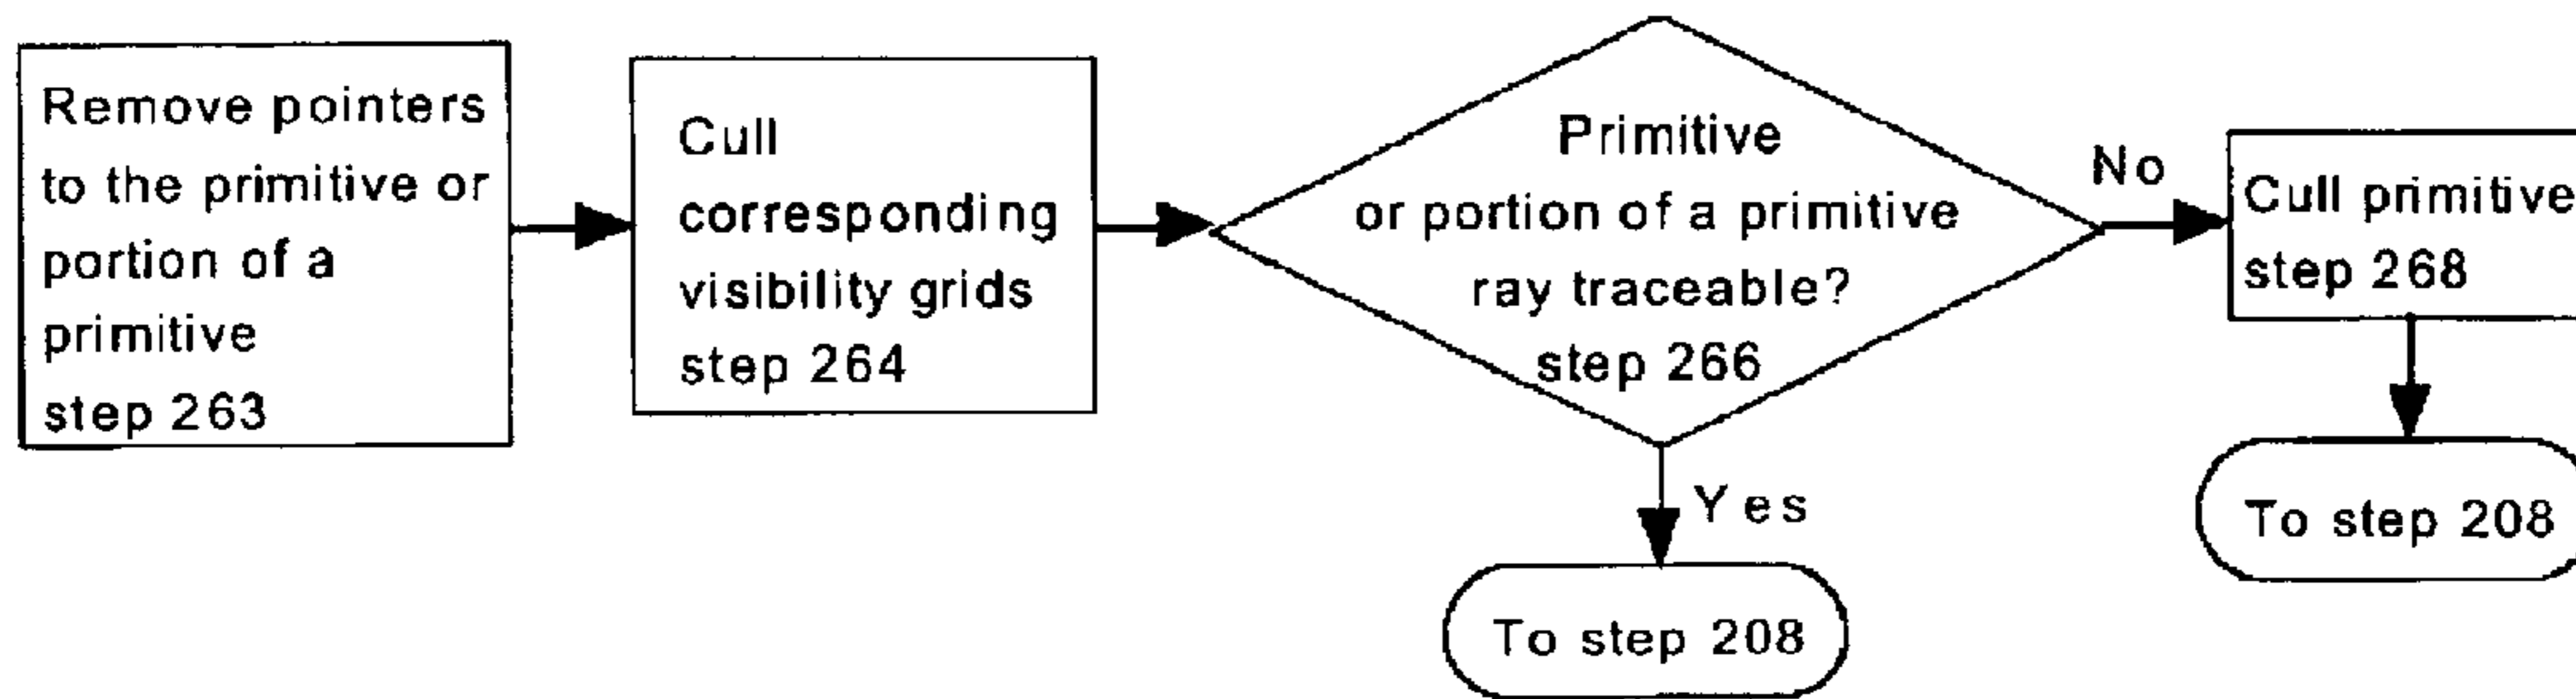 Remove pointers
to the primitive or
portion of a
primitive
step 263
Cull
corresponding
visibility grids
step 264
Primitive
or portion of a primitive
ray traceable?
step 266
No
Cull primitive
step 268
Yes
To step 208
To step 208